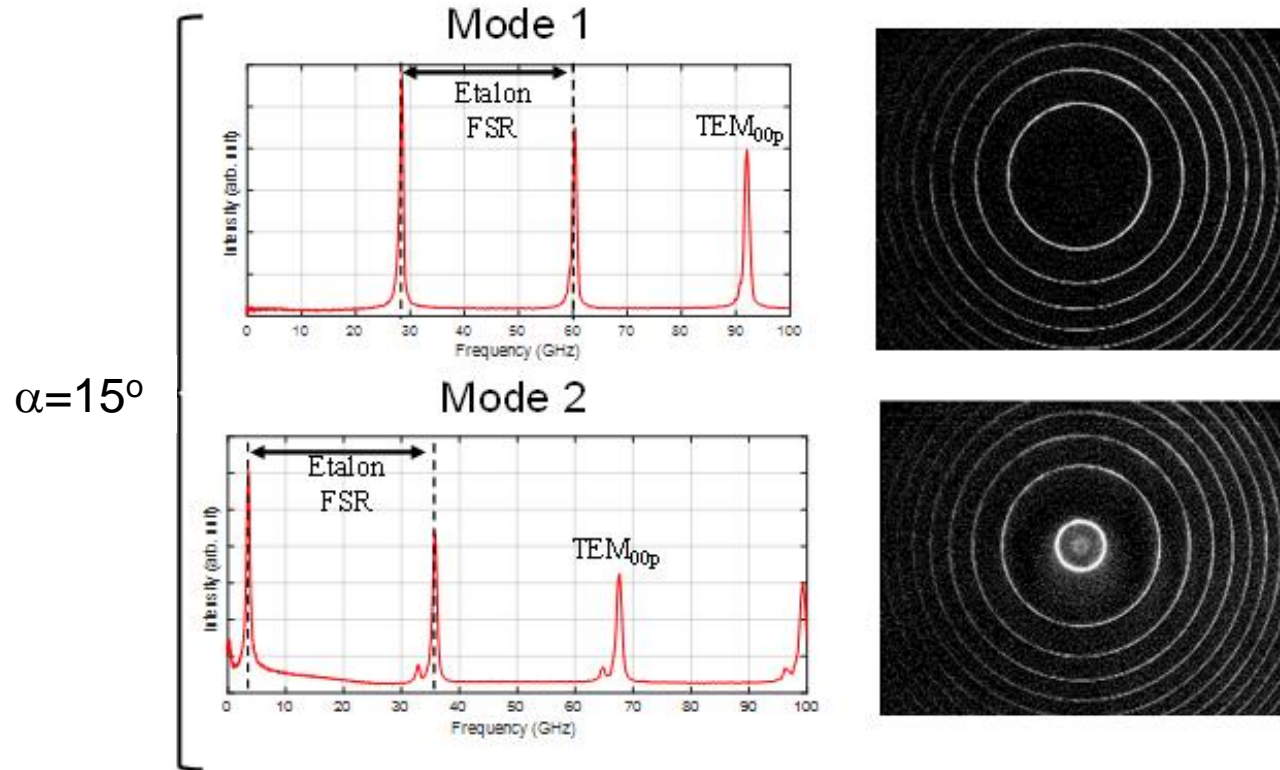 α=15º
Mode 1
Etalon
FSR
TEM00p
Intensity (arb. unit)
0 10 20 30 40 50 60 70 80 90 100
Frequency (GHz)
Mode 2
Etalon
FSR
TEM00p
Intensity (arb. unit)
0 10 20 30 40 50 60 70 80 90 100
Frequency (GHz)